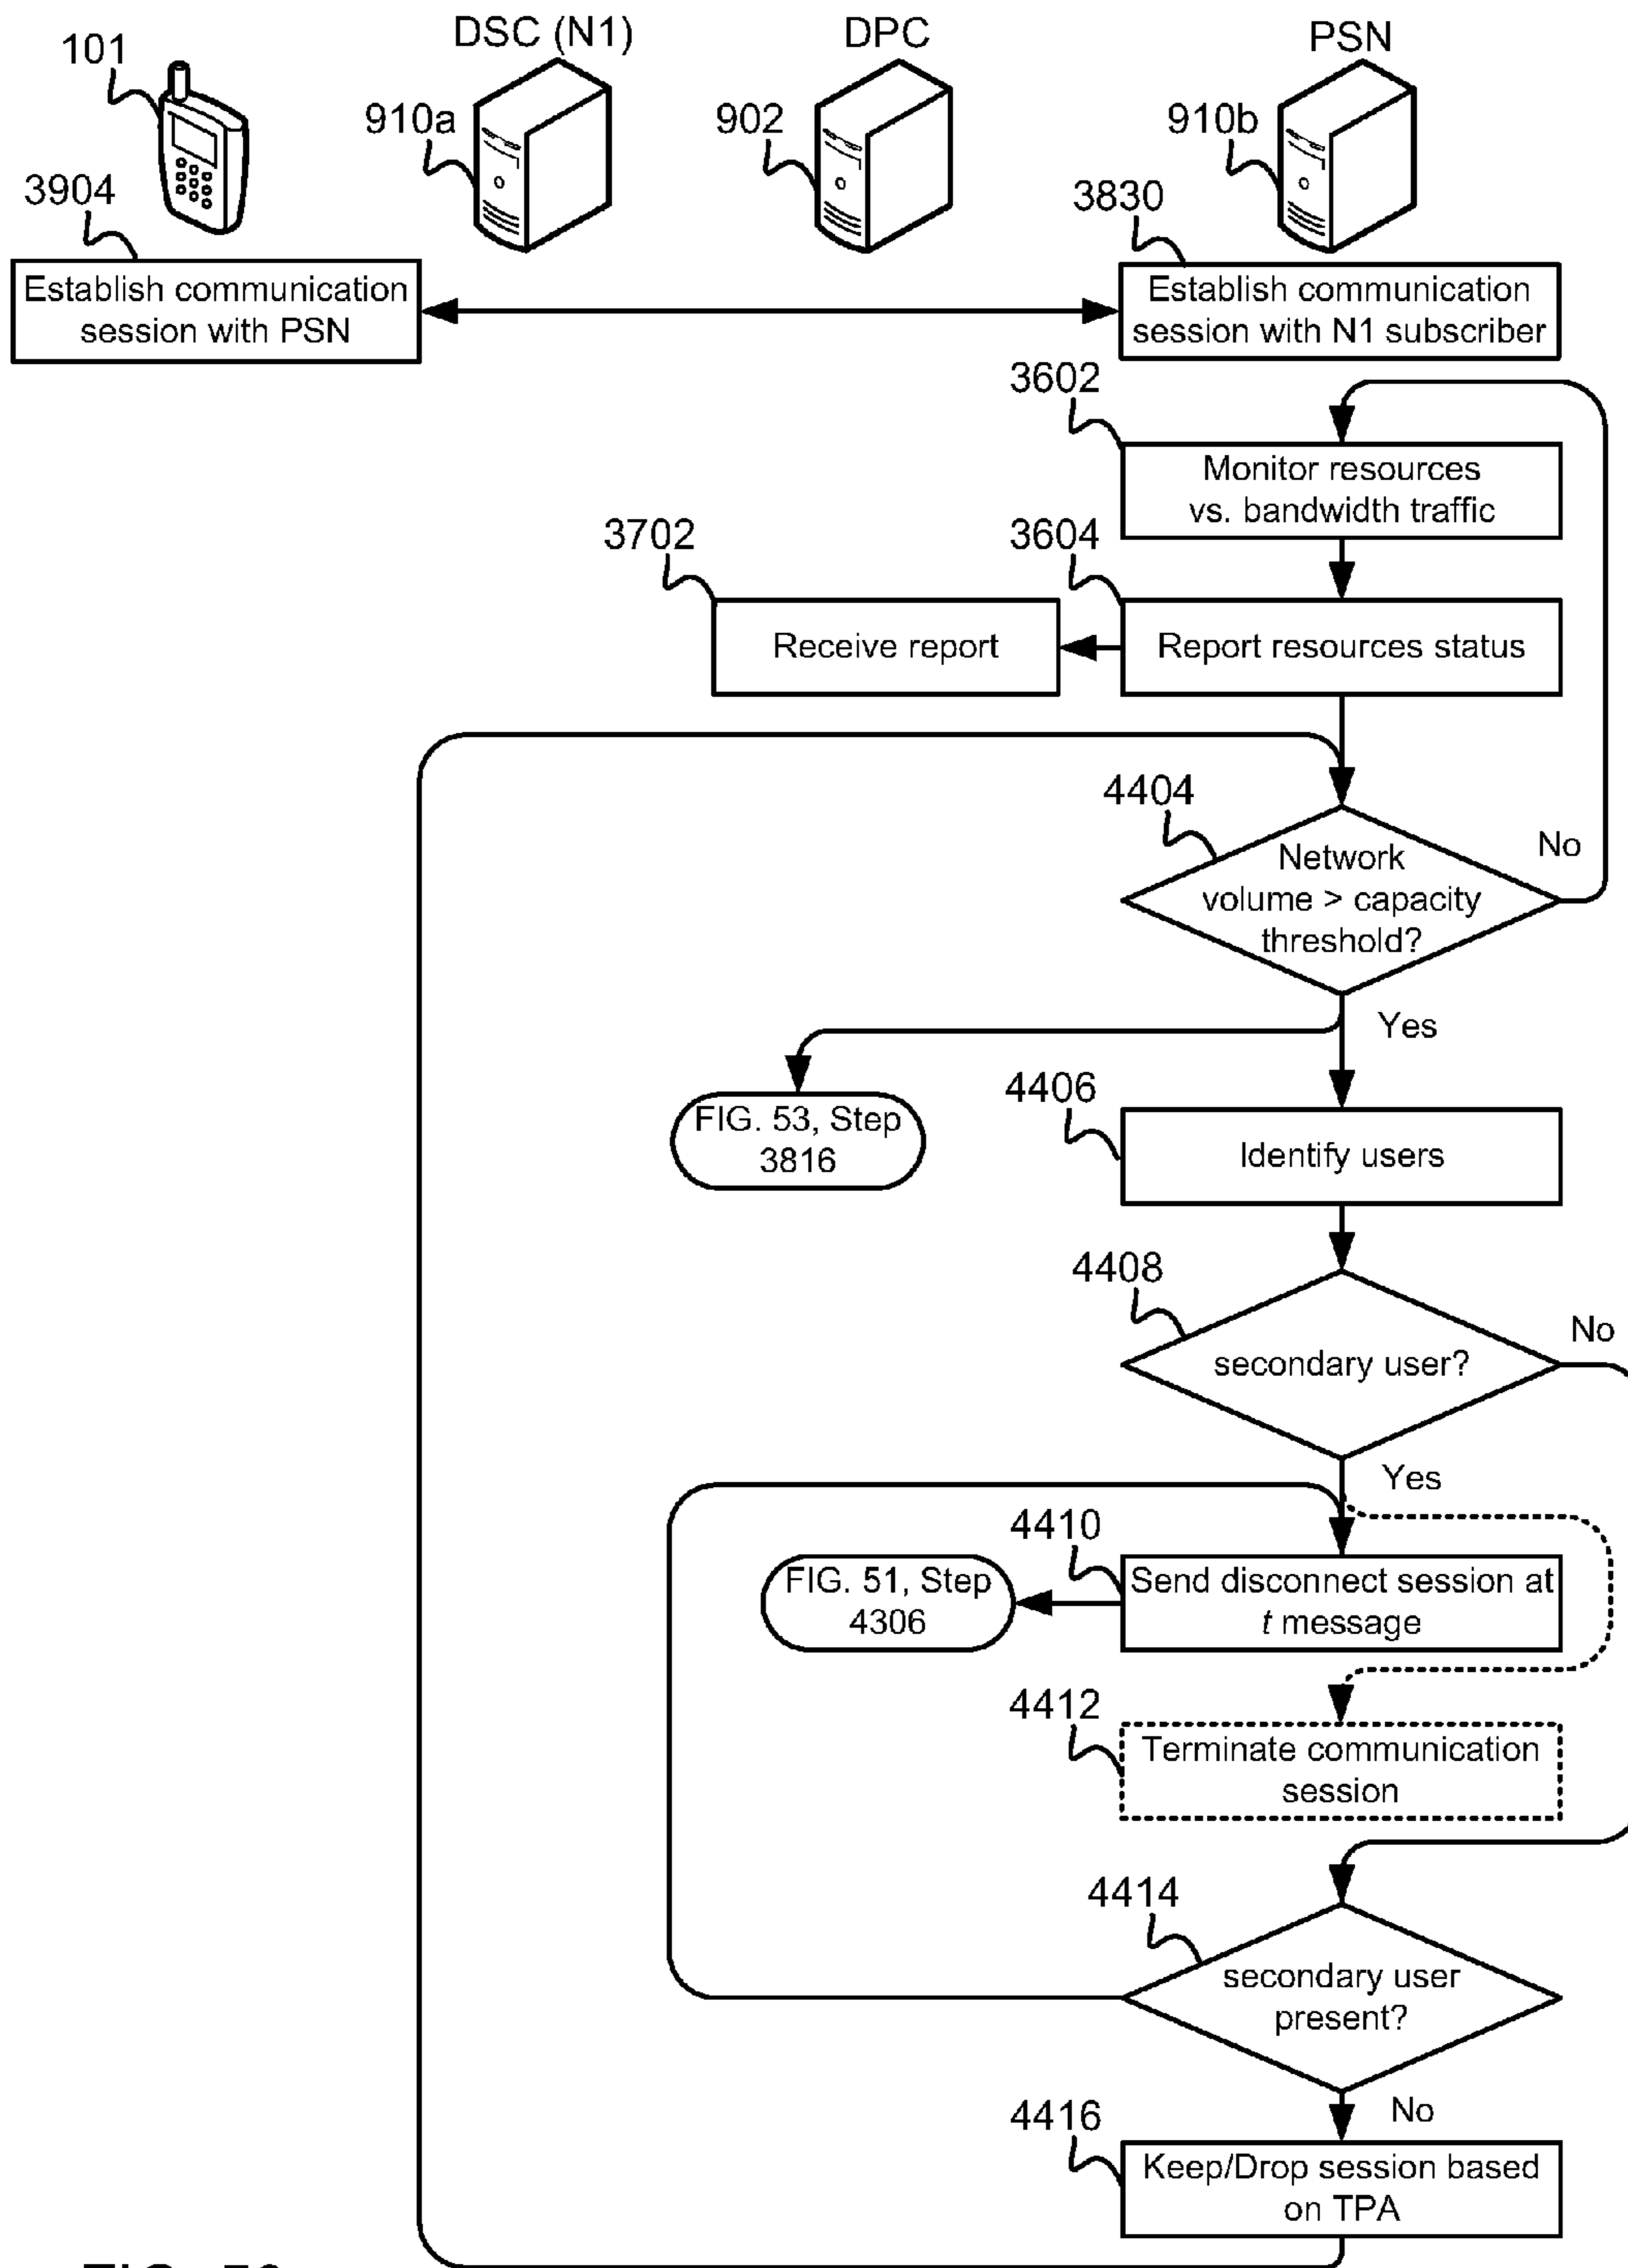 DSC (N1)
DPC
PSN
101
910a
902
910b
3904
3830
Establish communication
session with PSN
Establish communication
session with N1 subscriber
3602
Monitor resources
vs. bandwidth traffic
3702
3604
Receive report
Report resources status
4404
Network
volume > capacity
threshold?
No
Yes
FIG. 53, Step
3816
4406
Identify users
4408
secondary user?
No
Yes
4410
FIG. 51, Step
4306
Send disconnect session at
t message
4412
Terminate communication
session
4414
secondary user
present?
No
4416
Keep/Drop session based
on TPA